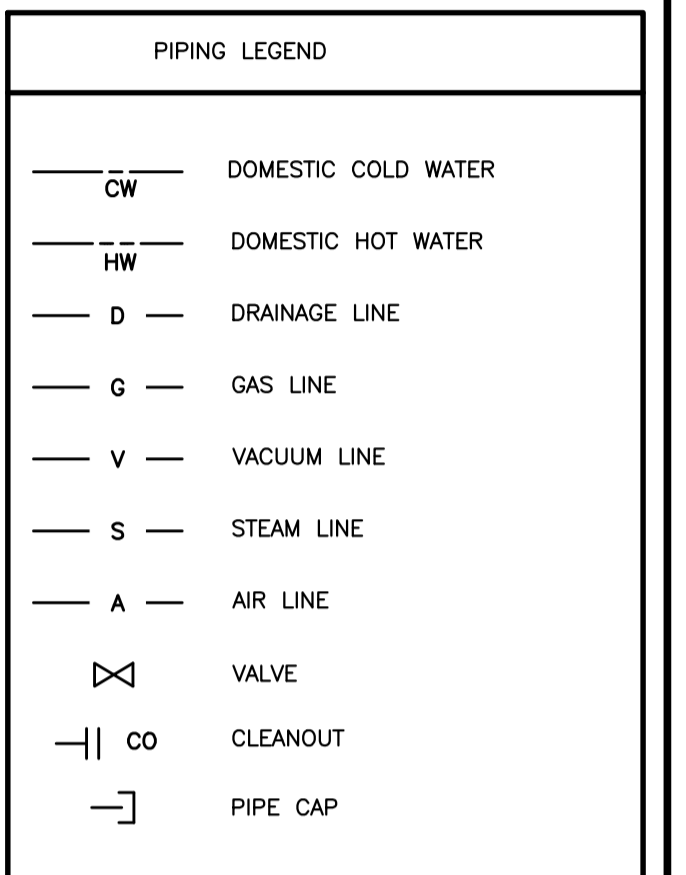 PIPING LEGEND
CW DOMESTIC COLD WATER
HW DOMESTIC HOT WATER
D DRAINAGE LINE
G GAS LINE
V VACUUM LINE
S STEAM LINE
A AIR LINE
VALVE
CO CLEANOUT
PIPE CAP